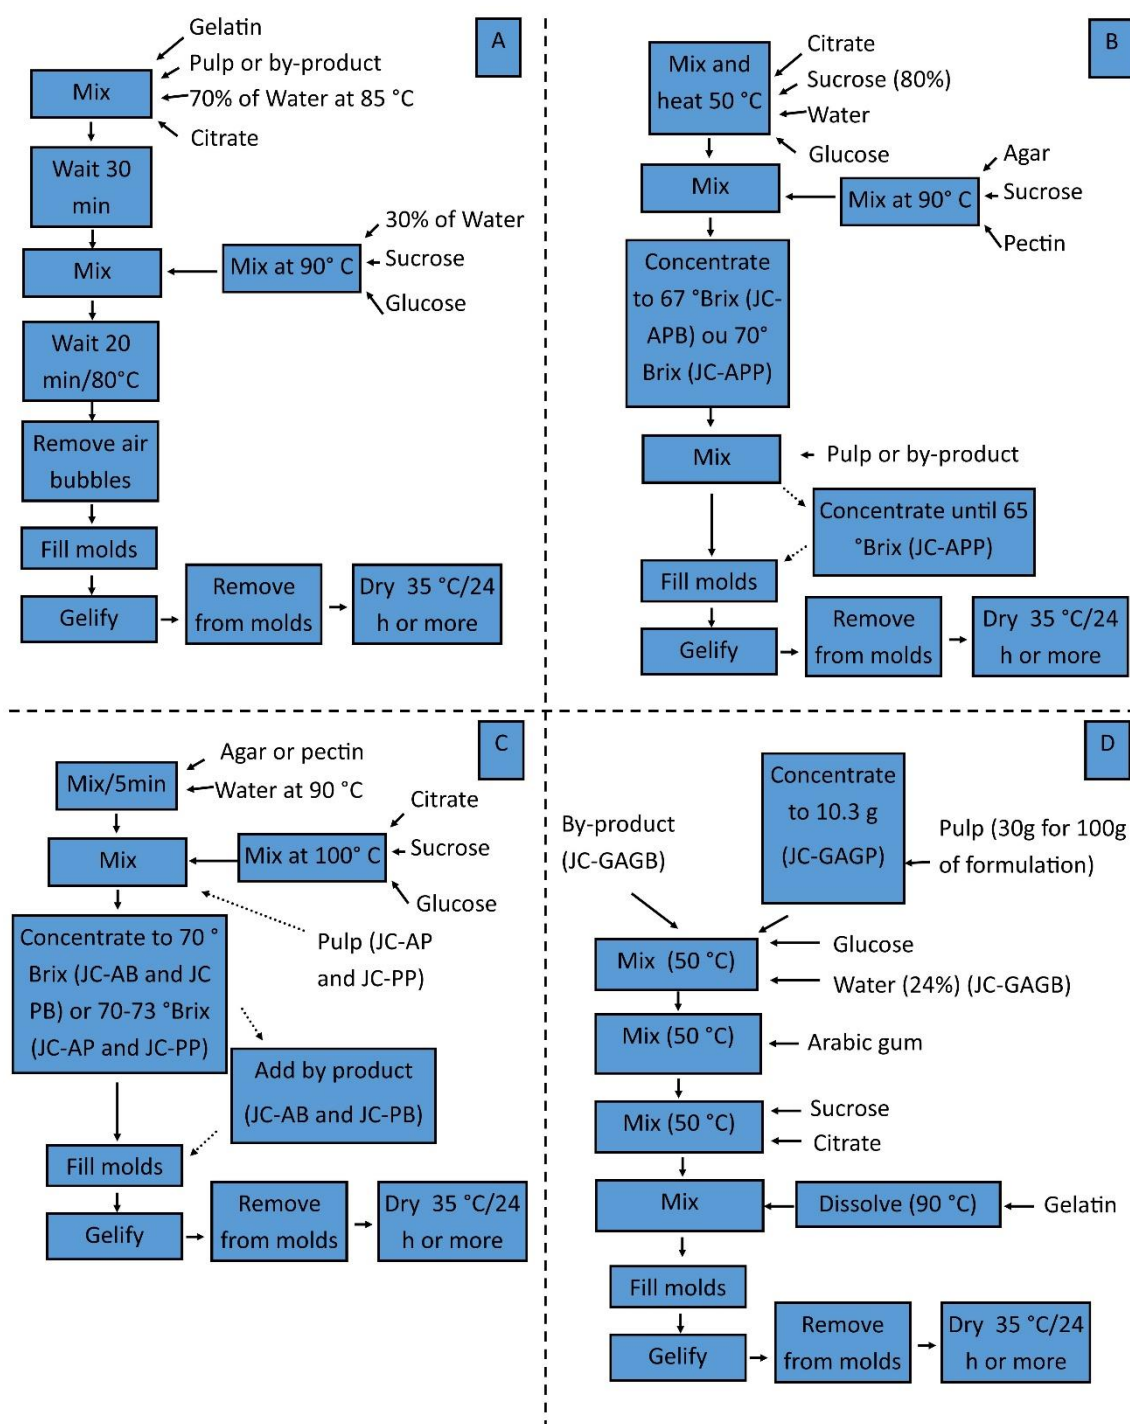 A
Gelatin
Pulp or by-product
Mix
70% of Water at 85 °C
Citrate
Wait 30
min
30% of Water
Mix
Mix at 90° C
Sucrose
Glucose
Wait 20
min/80°C
Remove air
bubbles
Fill molds
Gelify
Remove
from molds
Dry 35 °C/24
h or more
B
Mix and
heat 50 °C
Citrate
Sucrose (80%)
Water
Glucose
Mix
Mix at 90° C
Agar
Sucrose
Pectin
Concentrate
to 67 °Brix (JC-
APB) ou 70°
Brix (JC-APP)
Mix
Pulp or by-product
Concentrate until 65
°Brix (JC-APP)
Fill molds
Gelify
Remove
from molds
Dry 35 °C/24
h or more
C
Mix/5min
Agar or pectin
Water at 90 °C
Mix
Mix at 100° C
Citrate
Sucrose
Glucose
Pulp (JC-AP
and JC-PP)
Concentrate to 70 °
Brix (JC-AB and JC
PB) or 70-73 °Brix
(JC-AP and JC-PP)
Add by product
(JC-AB and JC-PB)
Fill molds
Gelify
Remove
from molds
Dry 35 °C/24
h or more
D
By-product
(JC-GAGB)
Concentrate
to 10.3 g
(JC-GAGP)
Pulp (30g for 100g
of formulation)
Mix (50 °C)
Glucose
Water (24%) (JC-GAGB)
Mix (50 °C)
Arabic gum
Mix (50 °C)
Sucrose
Citrate
Mix
Dissolve (90 °C)
Gelatin
Fill molds
Gelify
Remove
from molds
Dry 35 °C/24
h or more